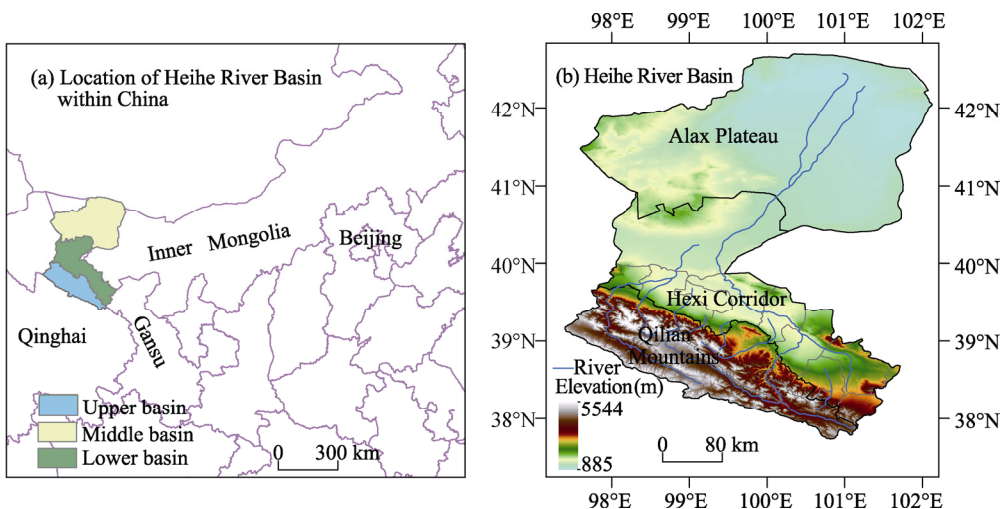 (a) Location of Heihe River Basin
within China
Inner Mongolia
Beijing
Qinghai
Gansu
Upper basin
Middle basin
Lower basin
0 300 km
98°E 99°E 100°E 101°E 102°E
(b) Heihe River Basin
42°N 42°N
Alax Plateau
41°N 41°N
40°N 40°N
Hexi Corridor
39°N 39°N
Qilian
Mountains
River
Elevation(m)
5544
885
0 80 km
38°N 38°N
98°E 99°E 100°E 101°E 102°E